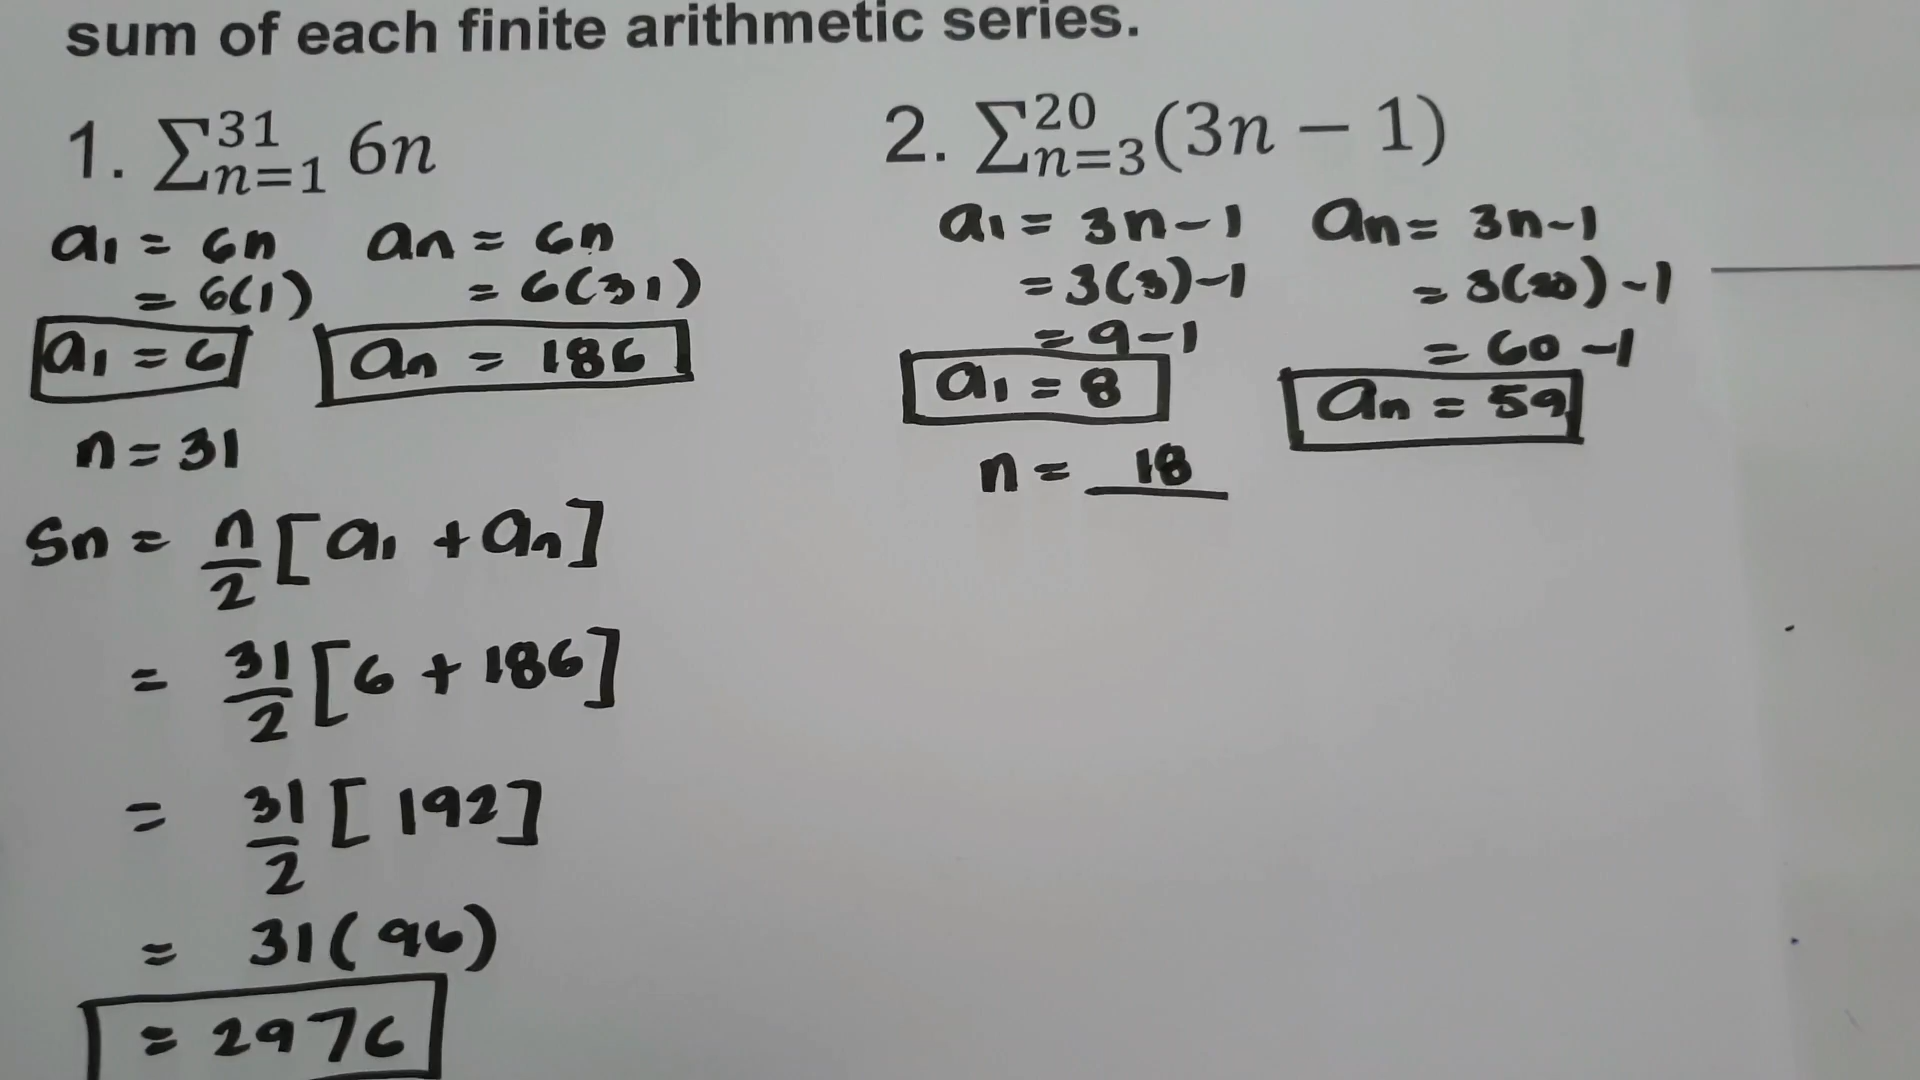 sum of each finite arithmetic series.
1. ∑³¹ₙ₌₁ 6n
a₁ = 6n   aₙ = 6n
= 6(1)   = 6(31)
a₁ = 6   aₙ = 186
n = 31
Sn = n/2 [a₁ + aₙ]
= 31/2 [6 + 186]
= 31/2 [192]
= 31(96)
= 2976
2. ∑²⁰ₙ₌₃(3n − 1)
a₁ = 3n-1   aₙ = 3n-1
= 3(3)-1   = 3(20)-1
= 9-1   = 60-1
a₁ = 8   aₙ = 59
n = 18